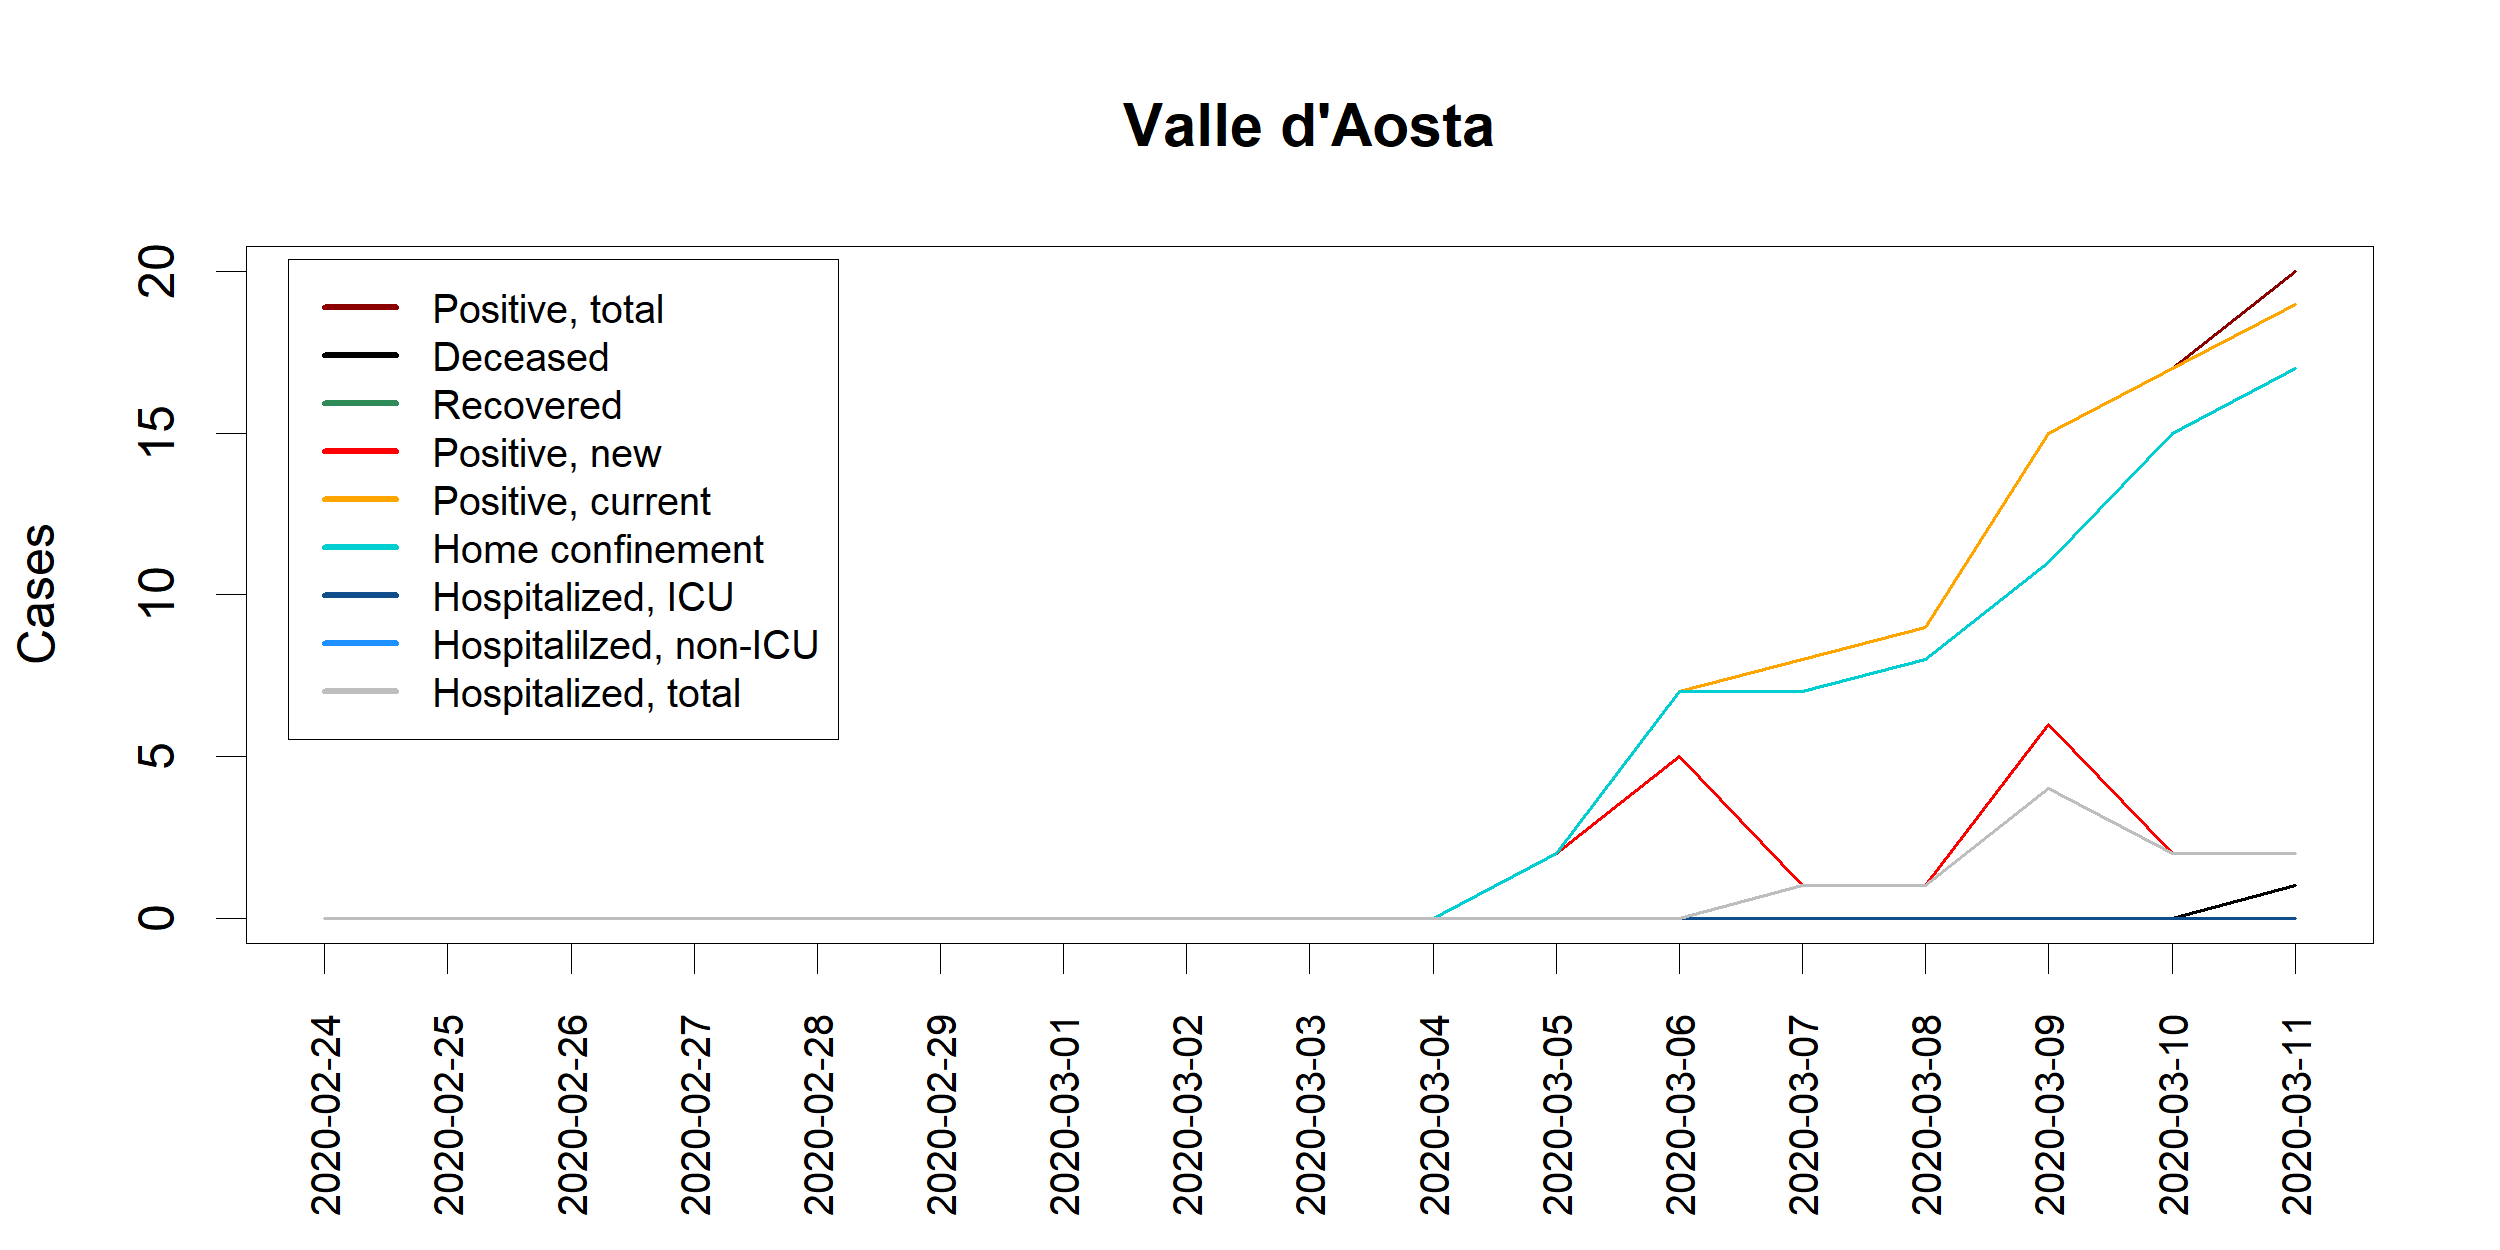 Valle d'Aosta
Cases
20
15
10
5
0
Positive, total
Deceased
Recovered
Positive, new
Positive, current
Home confinement
Hospitalized, ICU
Hospitalilzed, non-ICU
Hospitalized, total
2020-02-24
2020-02-25
2020-02-26
2020-02-27
2020-02-28
2020-02-29
2020-03-01
2020-03-02
2020-03-03
2020-03-04
2020-03-05
2020-03-06
2020-03-07
2020-03-08
2020-03-09
2020-03-10
2020-03-11